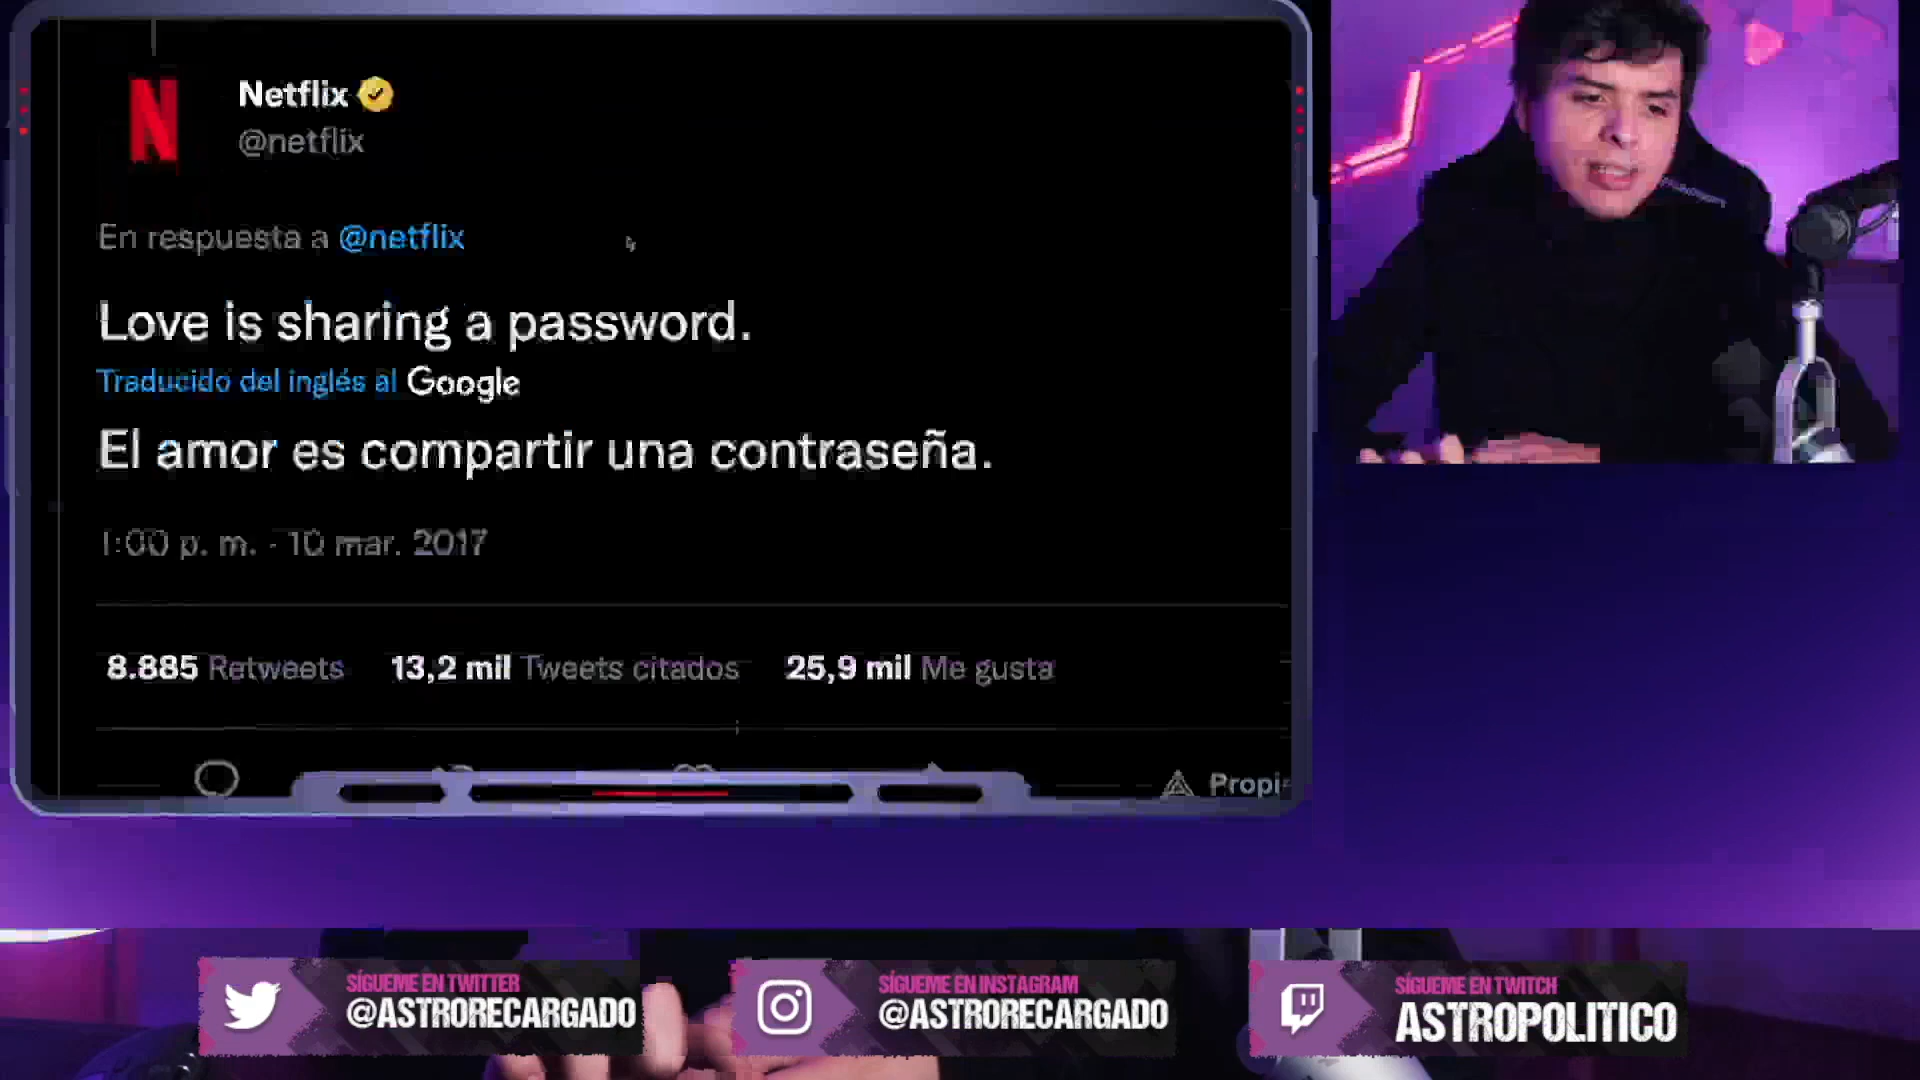 Netflix
@netflix
En respuesta a @netflix
Love is sharing a password.
Traducido del inglés al Google
El amor es compartir una contraseña.
1:00 p. m. · 10 mar. 2017
8.885 Retweets 13,2 mil Tweets citados 25,9 mil Me gusta
SÍGUEME EN TWITTER
@ASTRORECARGADO
SÍGUEME EN INSTAGRAM
@ASTRORECARGADO
SÍGUEME EN TWITCH
ASTROPOLITICO